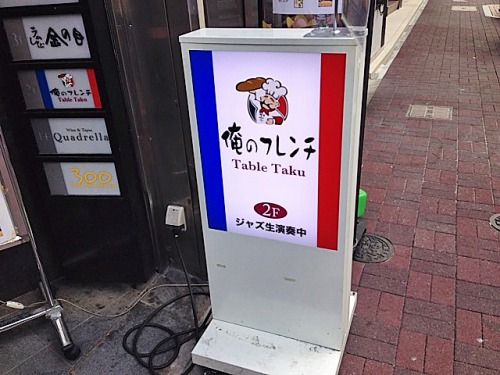 金の目
俺のフレンチ
Table Taku
Wine & Tapas
Quadrella
300
俺のフレンチ
Table Taku
2F
ジャズ生演奏中